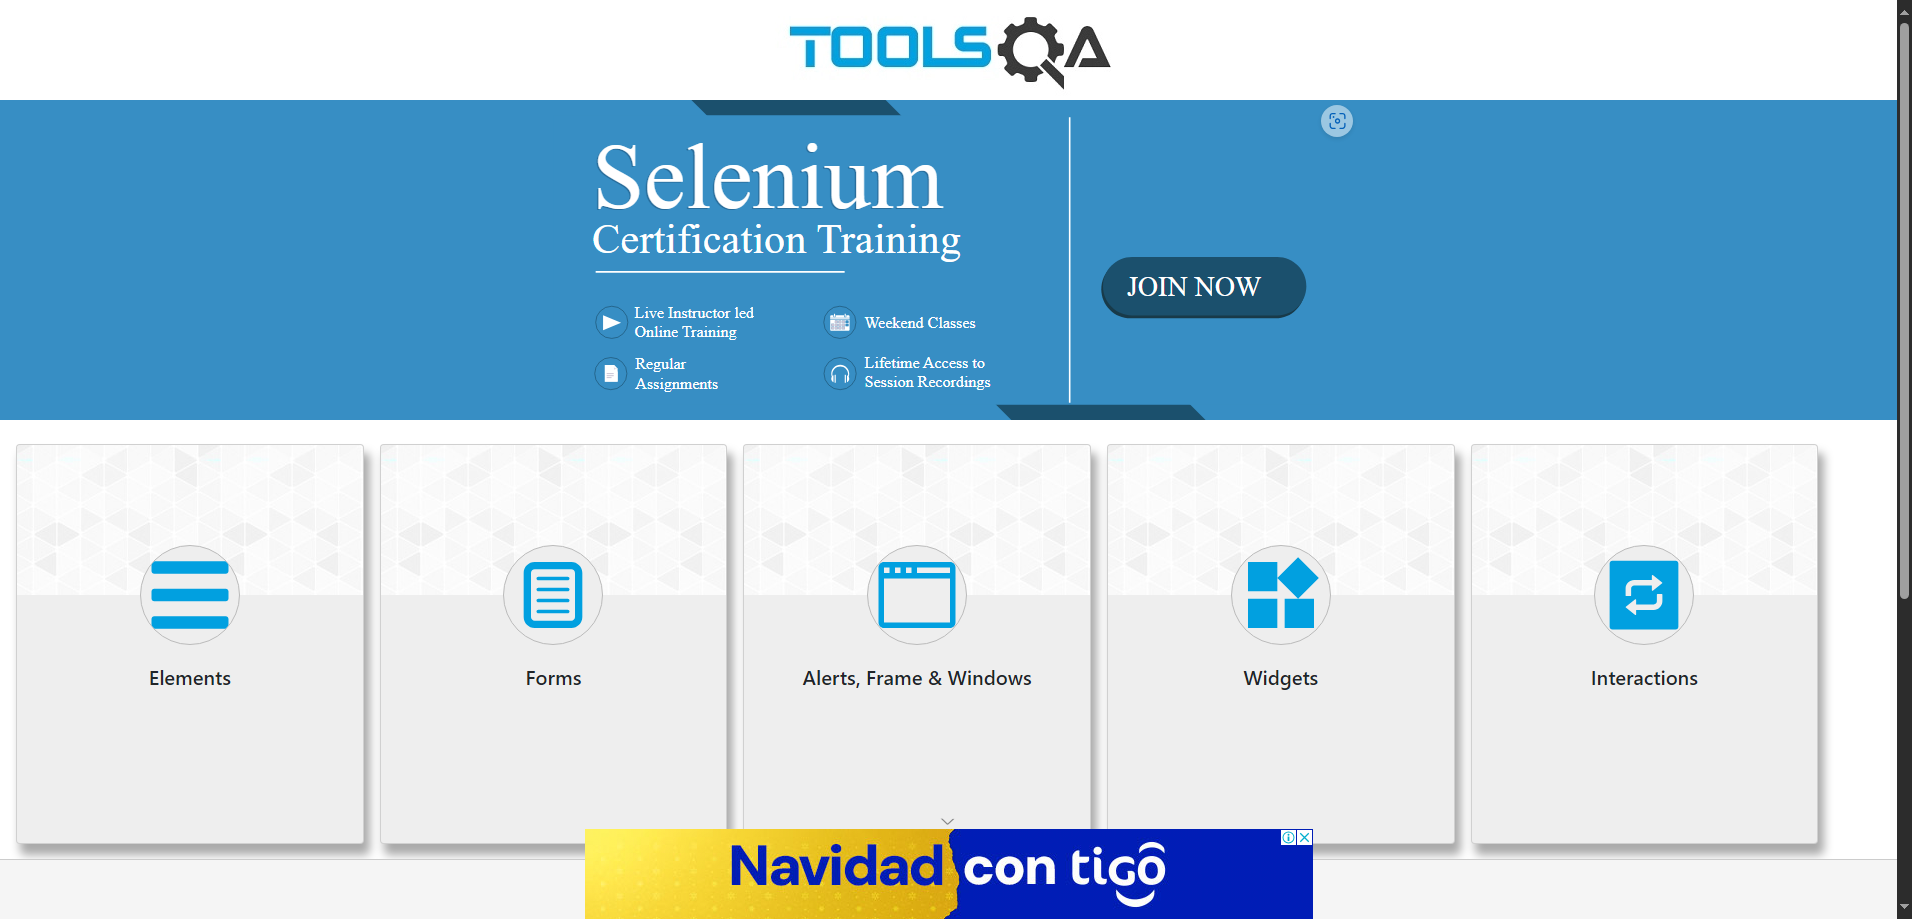 TOOLSQA
Selenium
Certification Training
JOIN NOW
Live Instructor led
Online Training
Weekend Classes
Regular
Assignments
Lifetime Access to
Session Recordings
Elements
Forms
Alerts, Frame & Windows
Widgets
Interactions
Navidad con tigo